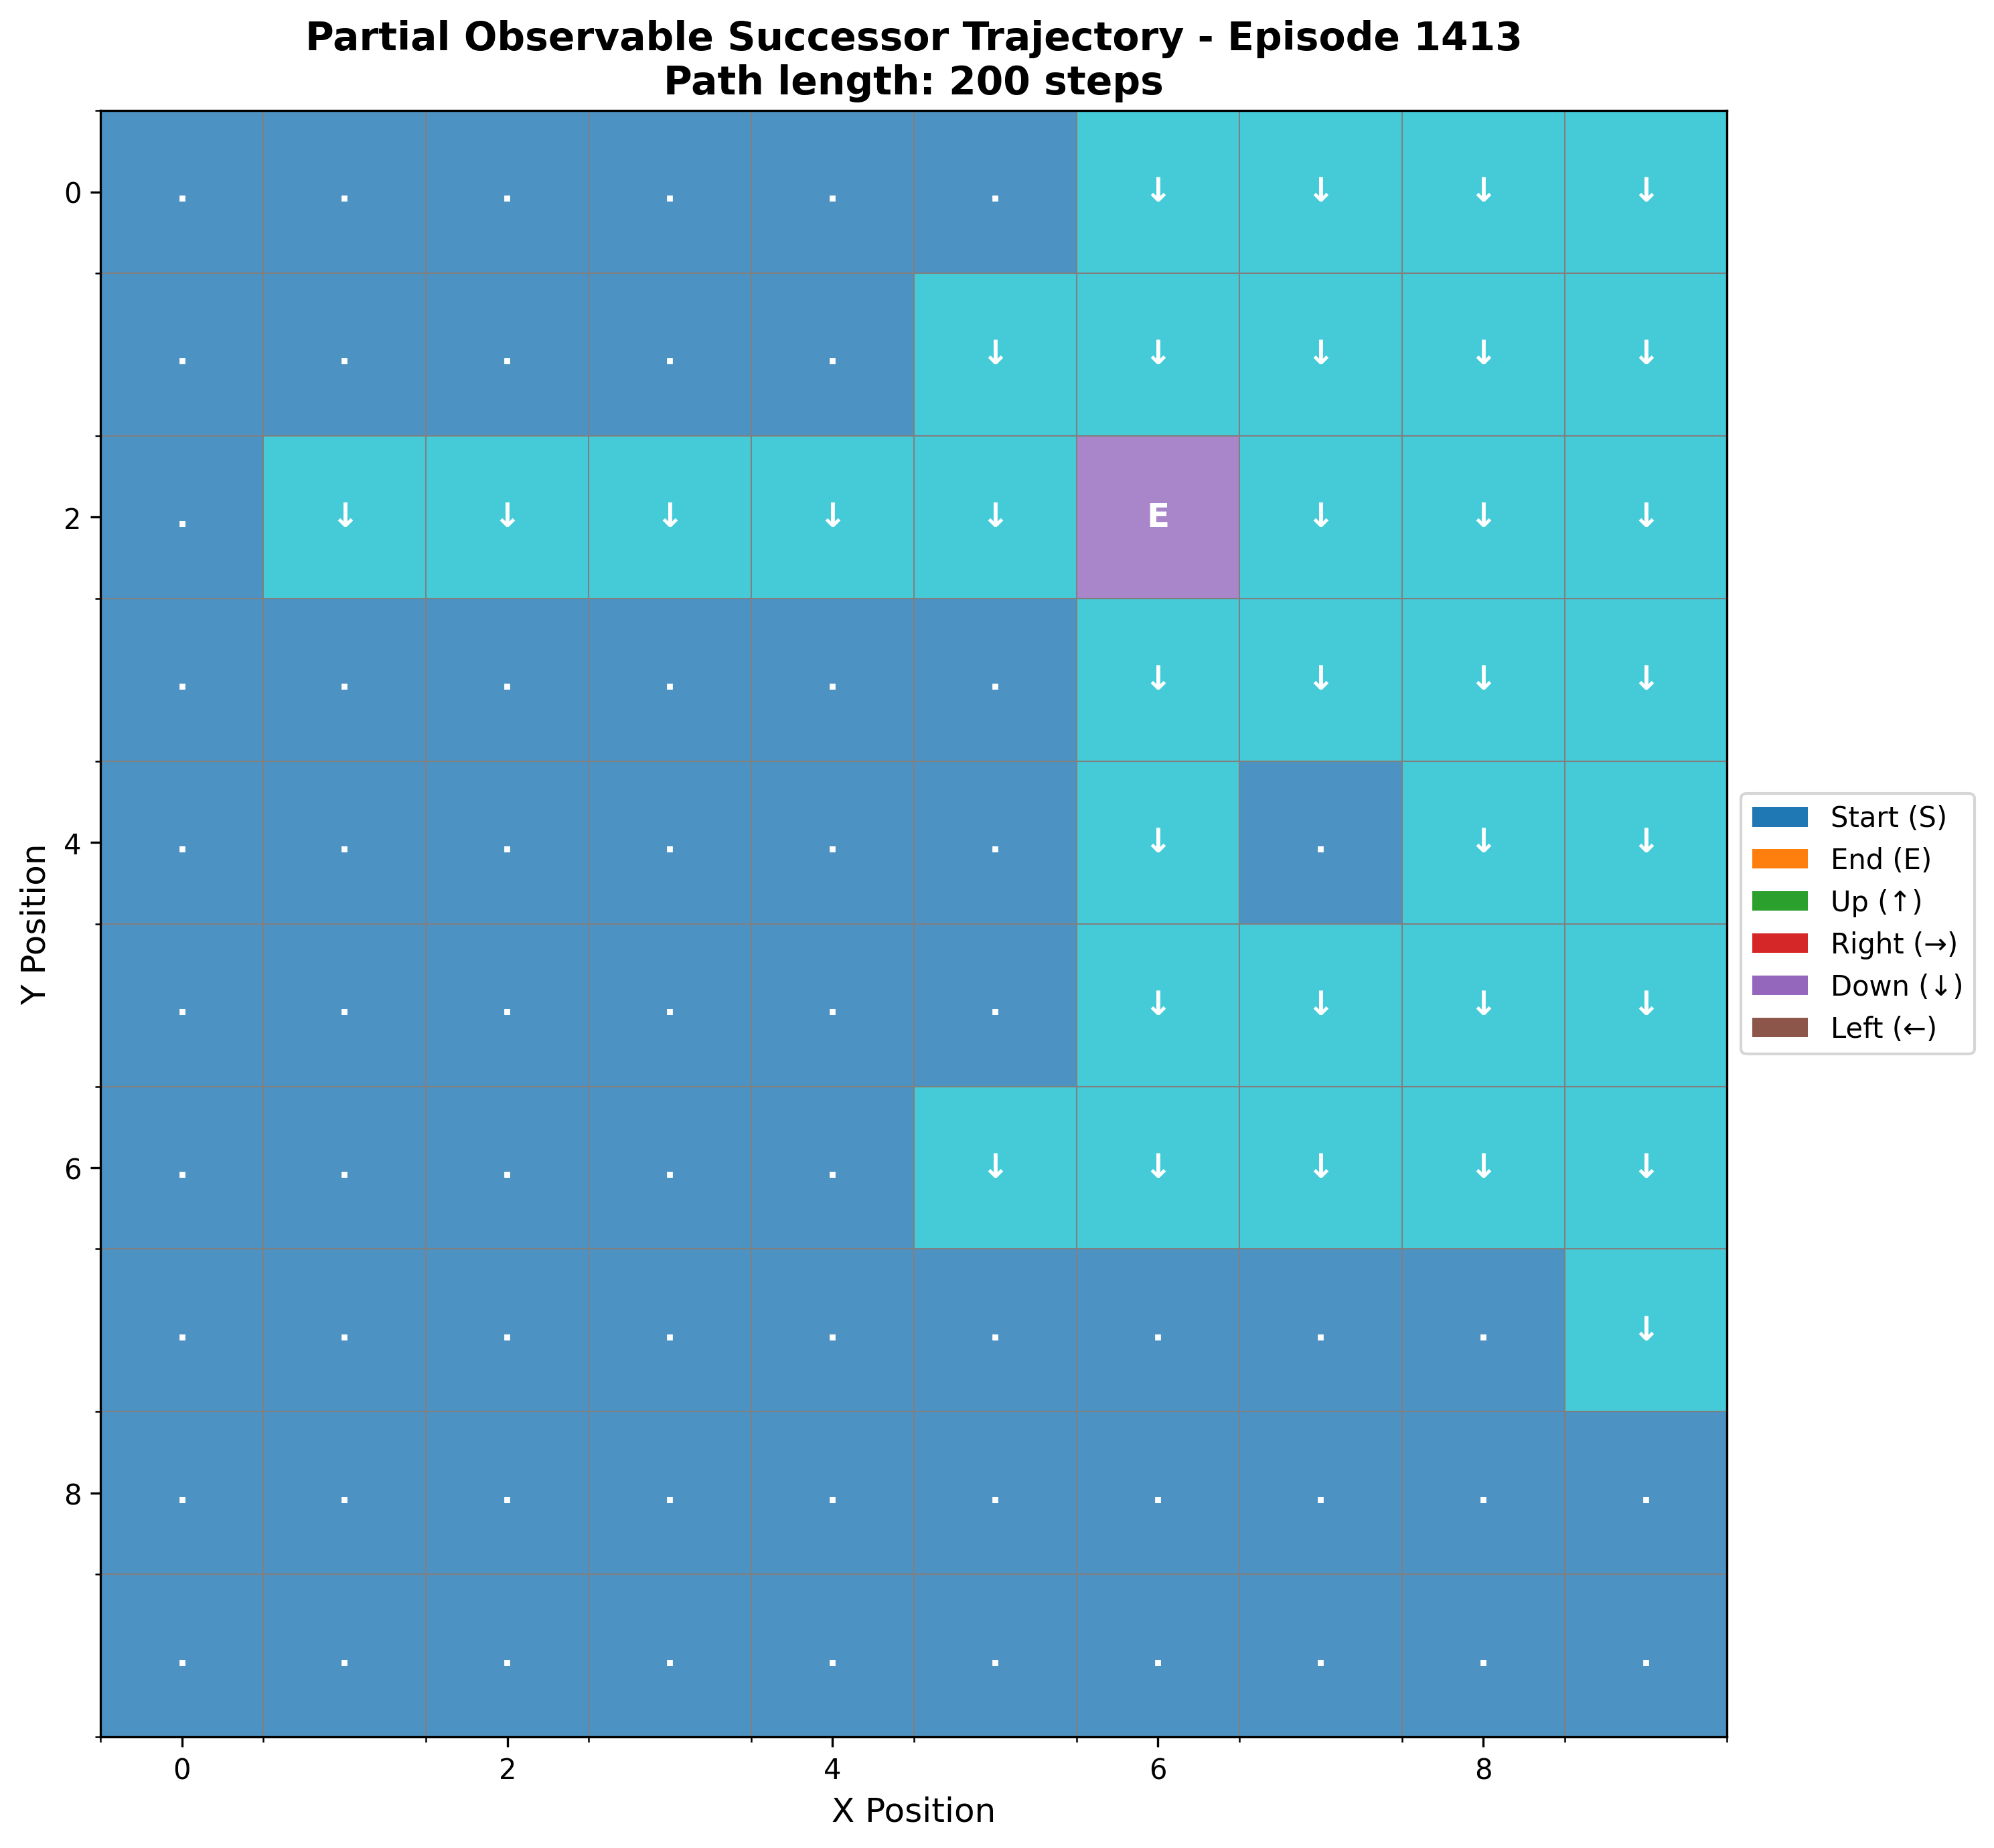 Partial Observable Successor Trajectory - Episode 1413
Path length: 200 steps
0 . . . . . . ↓ ↓ ↓ ↓
. . . . . ↓ ↓ ↓ ↓ ↓
2 . ↓ ↓ ↓ ↓ ↓ E ↓ ↓ ↓
. . . . . . ↓ ↓ ↓ ↓
4 . . . . . . ↓ . ↓ ↓
. . . . . . ↓ ↓ ↓ ↓
6 . . . . . ↓ ↓ ↓ ↓ ↓
. . . . . . . . . ↓
8 . . . . . . . . . .
. . . . . . . . . .
0 2 4 6 8
X Position
Y Position
Start (S)
End (E)
Up (↑)
Right (→)
Down (↓)
Left (←)